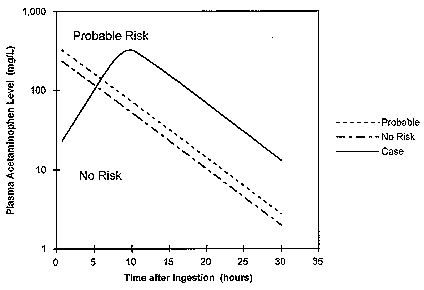 1,000
Probable Risk
100
Plasma Acetaminophen Level (mg/L)
Probable
No Risk
Case
10
No Risk
1
0
5
10
15
20
25
30
35
Time after Ingestion (hours)